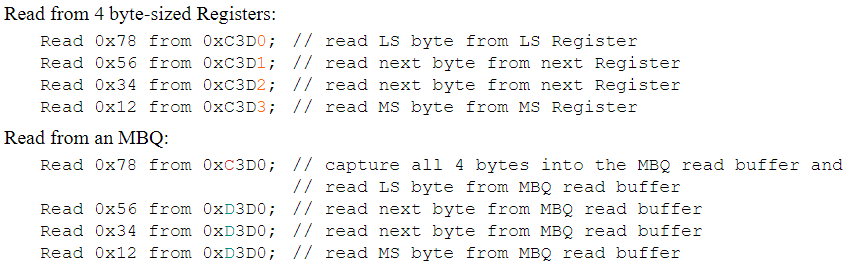 Read from 4 byte-sized Registers:
Read 0x78 from 0xC3D0; // read LS byte from LS Register
Read 0x56 from 0xC3D1; // read next byte from next Register
Read 0x34 from 0xC3D2; // read next byte from next Register
Read 0x12 from 0xC3D3; // read MS byte from MS Register
Read from an MBQ:
Read 0x78 from 0xC3D0; // capture all 4 bytes into the MBQ read buffer and
// read LS byte from MBQ read buffer
Read 0x56 from 0xD3D0; // read next byte from MBQ read buffer
Read 0x34 from 0xD3D0; // read next byte from MBQ read buffer
Read 0x12 from 0xD3D0; // read MS byte from MBQ read buffer